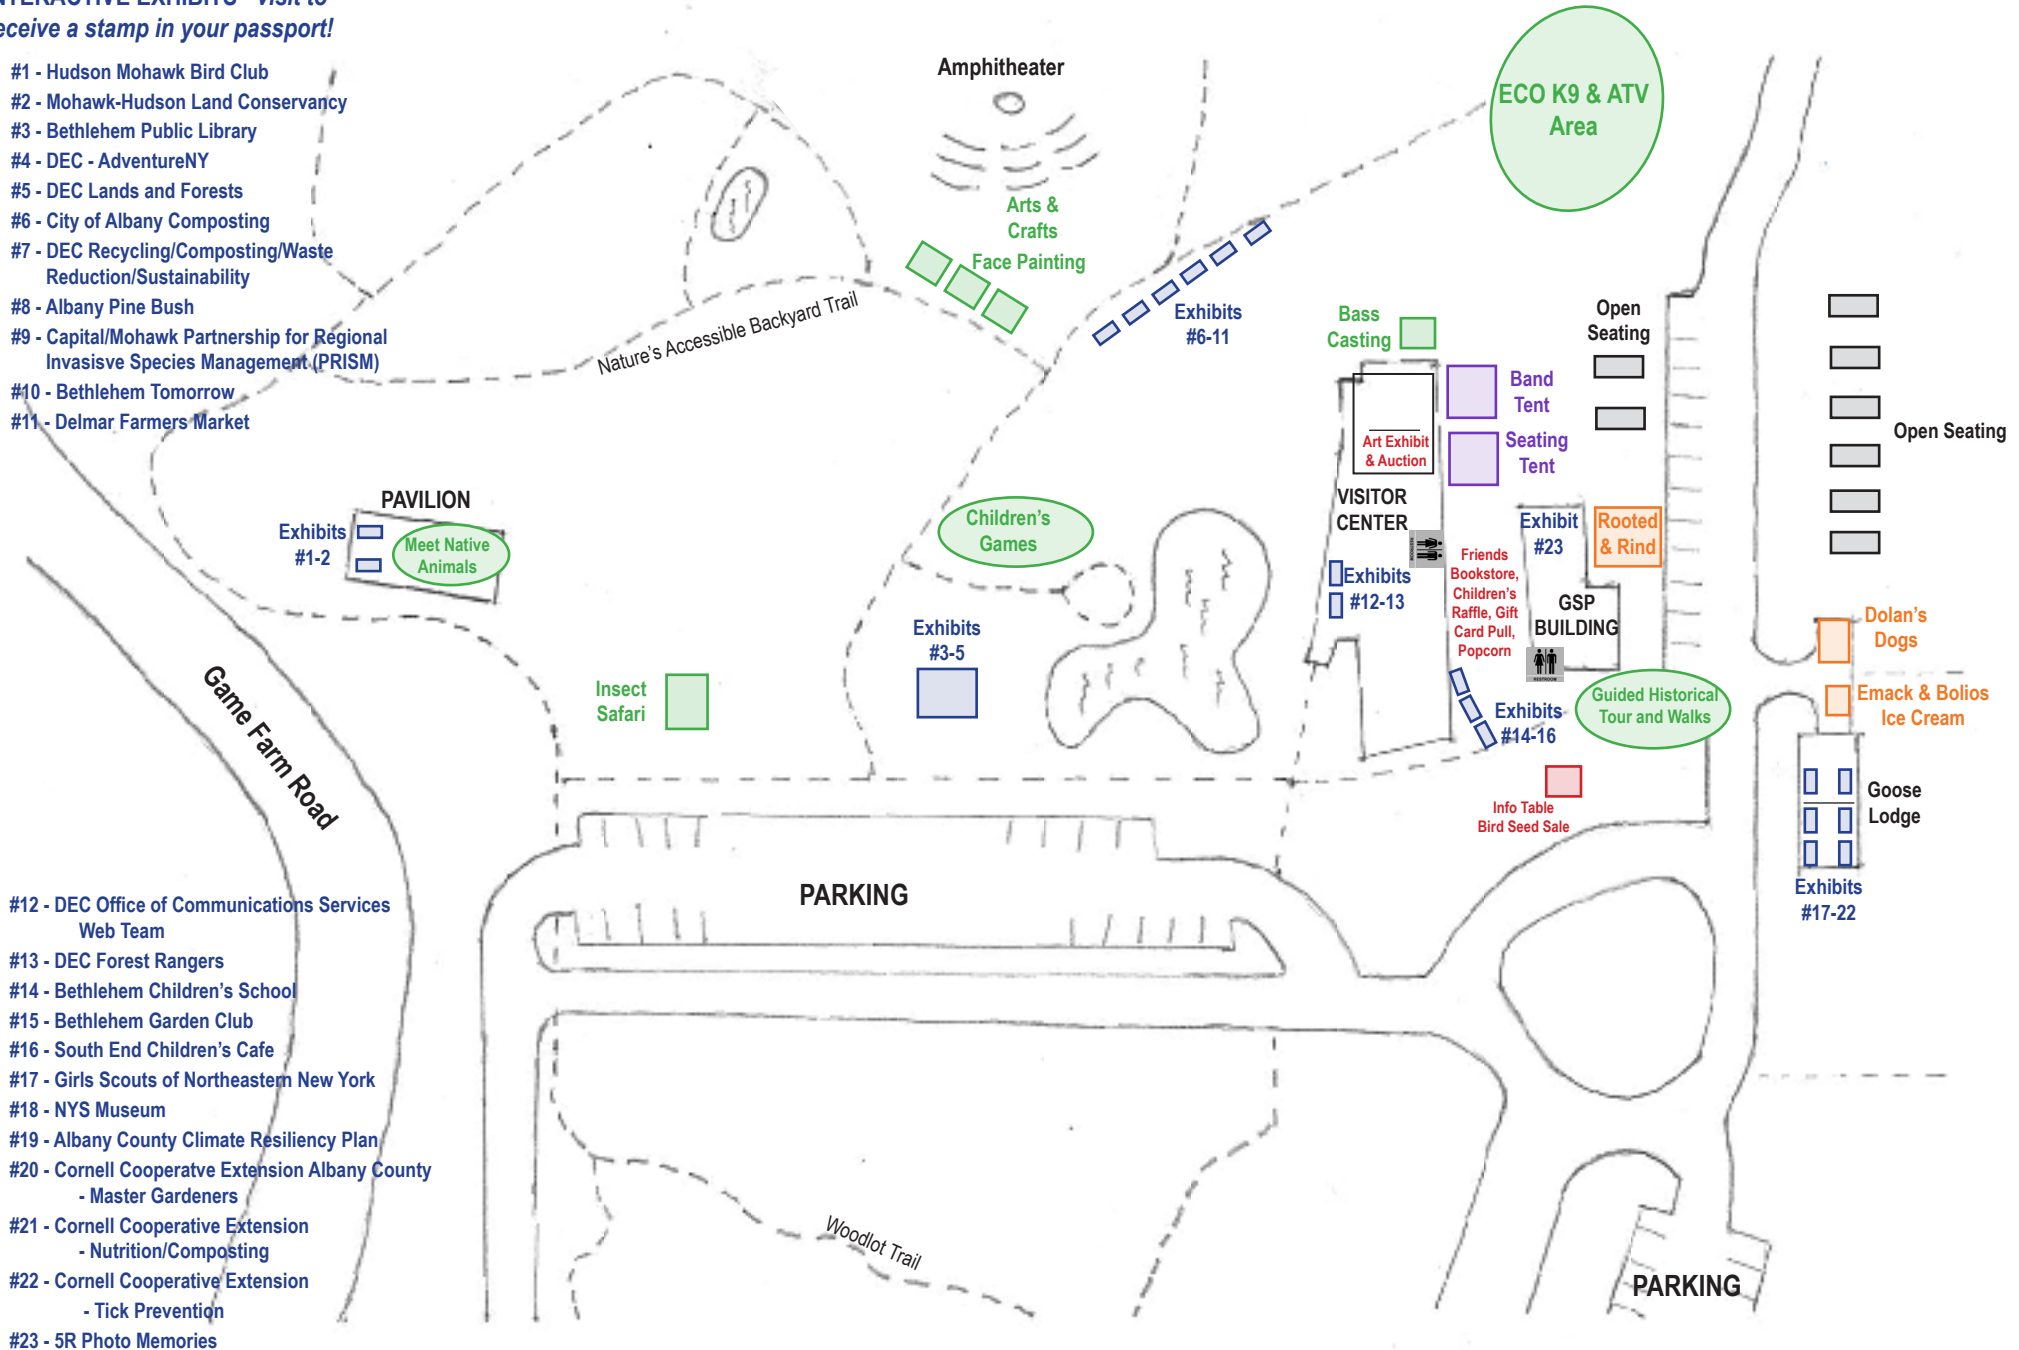 NTERACTIVE EXHIBITS - visit to
eceive a stamp in your passport!
#1 - Hudson Mohawk Bird Club
#2 - Mohawk-Hudson Land Conservancy
#3 - Bethlehem Public Library
#4 - DEC - AdventureNY
#5 - DEC Lands and Forests
#6 - City of Albany Composting
#7 - DEC Recycling/Composting/Waste
Reduction/Sustainability
#8 - Albany Pine Bush
#9 - Capital/Mohawk Partnership for Regional
Invasisve Species Management (PRISM)
#10 - Bethlehem Tomorrow
#11 - Delmar Farmers Market
Amphitheater
Arts &
Crafts
Face Painting
ECO K9 & ATV
Area
Nature's Accessible Backyard Trail
Exhibits
#6-11
Bass
Casting
Open
Seating
Band
Tent
Seating
Tent
Art Exhibit
& Auction
Open Seating
PAVILION
Exhibits
#1-2
Meet Native
Animals
Children's
Games
VISITOR
CENTER
Exhibits
#12-13
Friends
Bookstore,
Children's
Raffle, Gift
Card Pull,
Popcorn
Exhibit
#23
Rooted
& Rind
GSP
BUILDING
RESTROOM
RESTROOM
Dolan's
Dogs
Emack & Bolios
Ice Cream
Exhibits
#3-5
Insect
Safari
Guided Historical
Tour and Walks
Exhibits
#14-16
Info Table
Bird Seed Sale
Goose
Lodge
Exhibits
#17-22
Game Farm Road
PARKING
#12 - DEC Office of Communications Services
Web Team
#13 - DEC Forest Rangers
#14 - Bethlehem Children's School
#15 - Bethlehem Garden Club
#16 - South End Children's Cafe
#17 - Girls Scouts of Northeastern New York
#18 - NYS Museum
#19 - Albany County Climate Resiliency Plan
#20 - Cornell Cooperatve Extension Albany County
- Master Gardeners
#21 - Cornell Cooperative Extension
- Nutrition/Composting
#22 - Cornell Cooperative Extension
- Tick Prevention
#23 - 5R Photo Memories
Woodlot Trail
PARKING